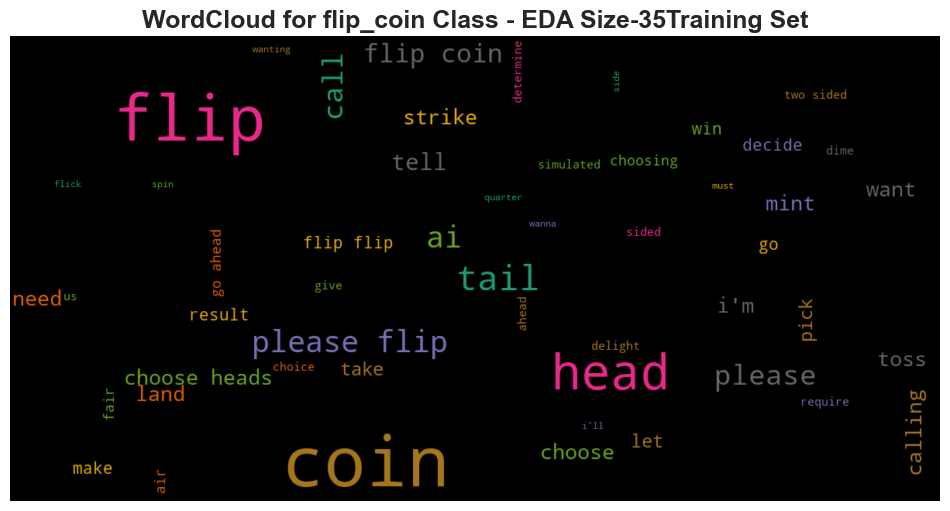 WordCloud for flip_coin Class - EDA Size-35Training Set
wanting
flip coin
call
determine
side
two sided
flip
strike
win
decide
dime
tell
simulated
choosing
flick
spin
quarter
must
want
mint
wanna
sided
go
flip flip
ai
go ahead
tail
give
need
us
result
ahead
i'm
pick
please flip
delight
head
toss
choice
take
please
choose heads
land
fair
require
calling
i'll
let
choose
coin
make
air